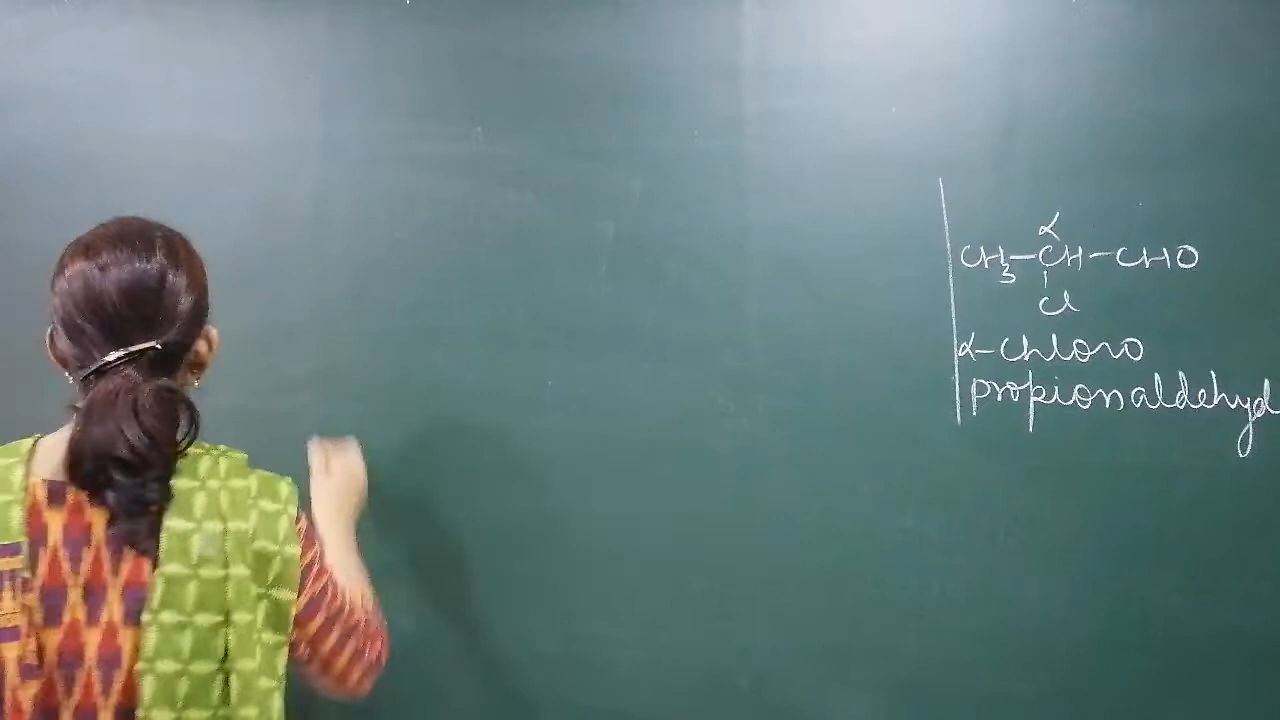 α
CH3-CH-CHO
Cl
α-chloro
propionaldehyd